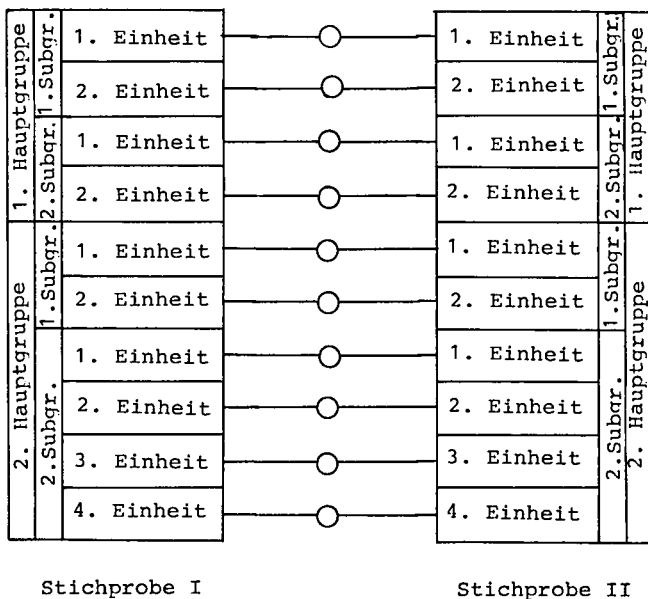 1. Hauptgruppe
1.Subgr.
1. Einheit
2. Einheit
2.Subgr.
1. Einheit
2. Einheit
2. Hauptgruppe
1.Subgr.
1. Einheit
2. Einheit
2.Subgr.
1. Einheit
2. Einheit
3. Einheit
4. Einheit
Stichprobe I
1. Einheit
2. Einheit
1.Subgr.
1. Hauptgruppe
1. Einheit
2. Einheit
2.Subgr.
1. Einheit
2. Einheit
1.Subgr.
2. Hauptgruppe
1. Einheit
2. Einheit
3. Einheit
4. Einheit
2.Subgr.
Stichprobe II